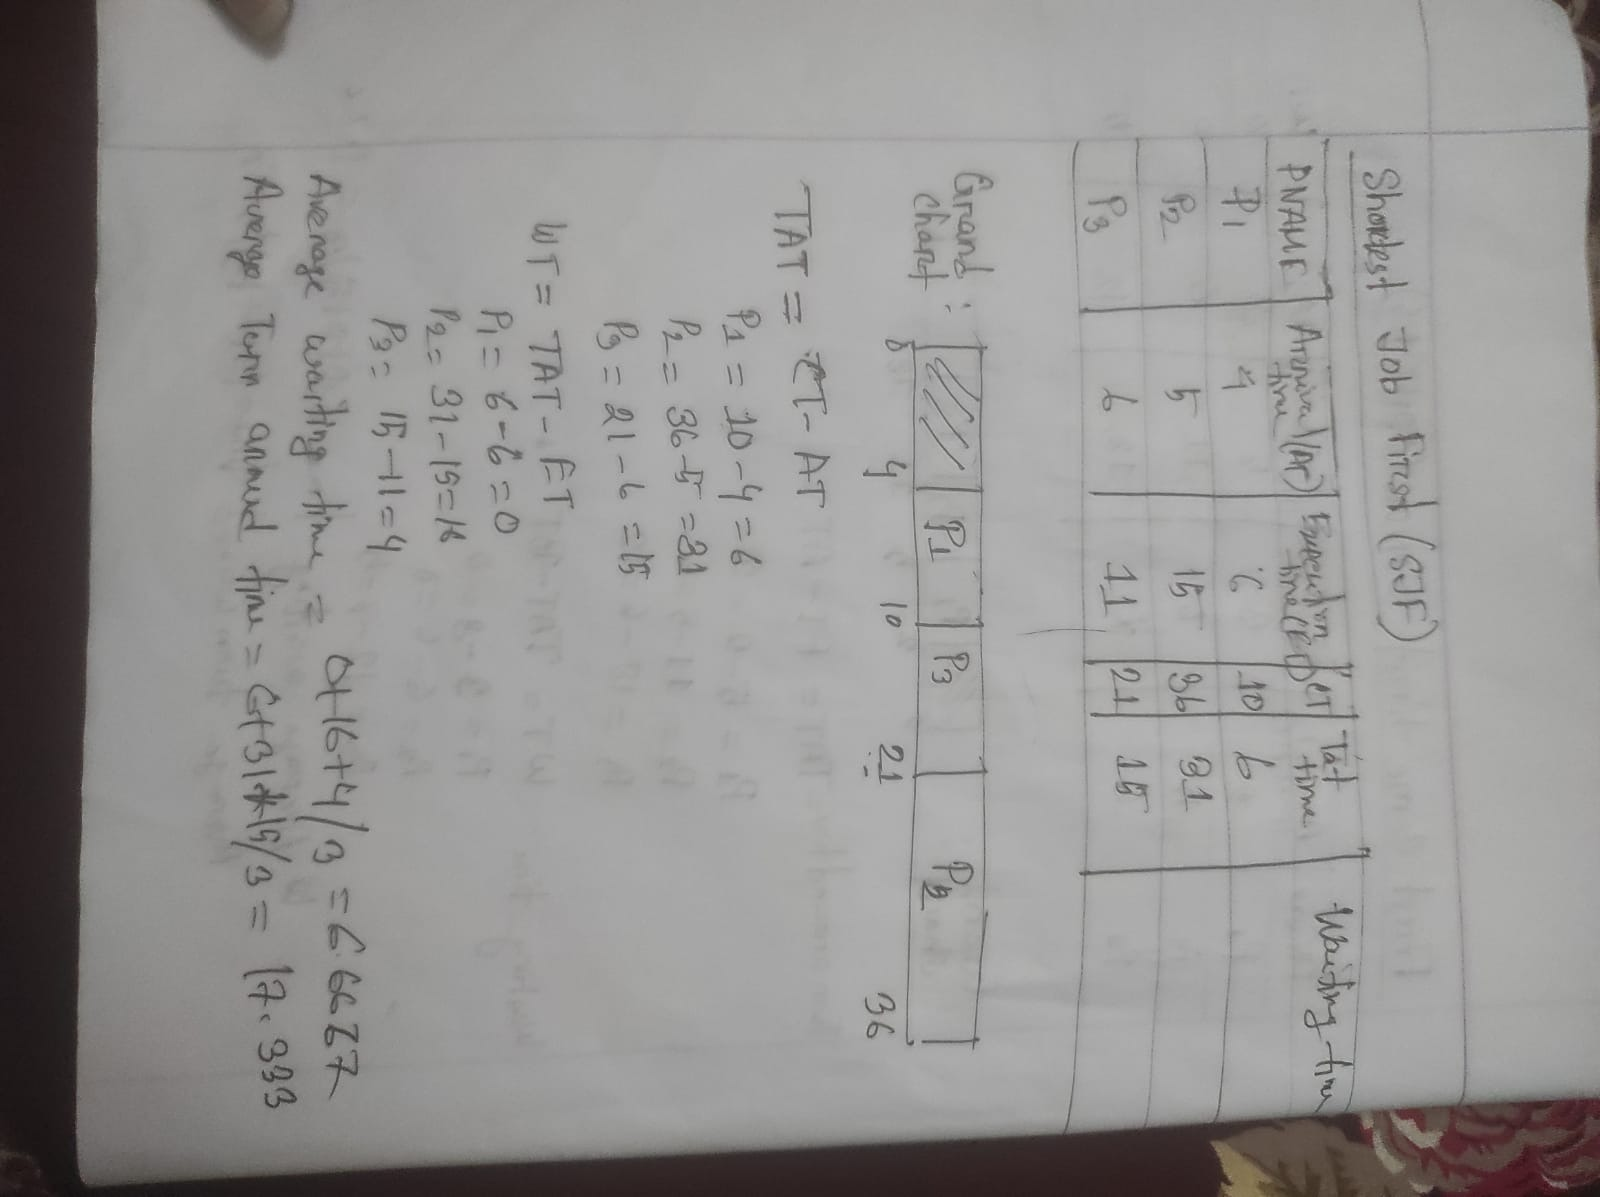 Shortest Job First (SJF)
PNAME Arrival time (AT) Execution time (ET) CT Tat time Waiting time
P1 4 6 10 6
P2 5 15 36 31
P3 6 11 21 15
Grand chart :
P1 P3 P2
0 4 10 21 36
TAT = CT - AT
P1 = 10 - 4 = 6
P2 = 36 - 5 = 31
P3 = 21 - 6 = 15
WT = TAT - ET
P1 = 6 - 6 = 0
P2 = 31 - 15 = 16
P3 = 15 - 11 = 4
Average waiting time = 0+16+4/3 = 6.6667
Average Turn around time = 6+31+15/3 = 17.333